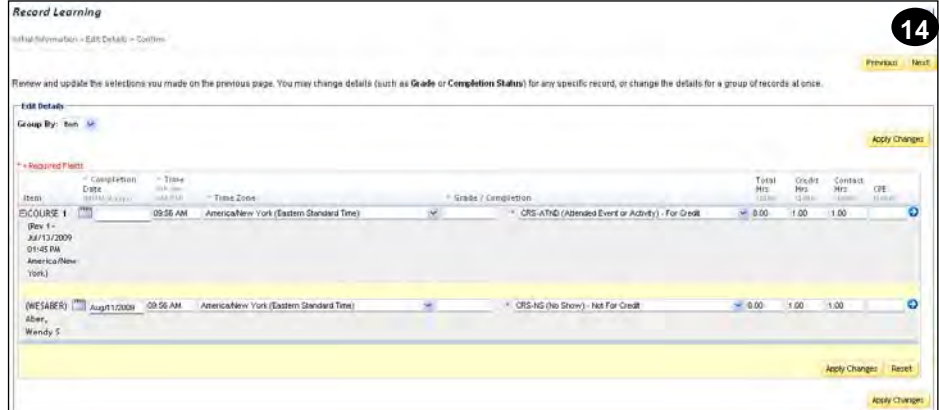 Record Learning
14
Initial Information > Edit Details > Confirm
Previous Next
Review and update the selections you made on the previous page. You may change details (such as Grade or Completion Status) for any specific record, or change the details for a group of records at once.
Edit Details
Group By: Item
Apply Changes
* = Required Fields
Item * Completion Date * Time * Time Zone * Grade / Completion Total Hrs Credit Hrs Contact Hrs CPE
COURSE 1 09:56 AM America/New York (Eastern Standard Time) * CRS-ATND (Attended Event or Activity) - For Credit 0.00 1.00 1.00
(Rev 1 -
Jul/13/2009
01:45 PM
America/New
York)
(WESABER) Aug/11/2009 09:56 AM America/New York (Eastern Standard Time) * CRS-NS (No Show) - Not For Credit 0.00 1.00 1.00
Aber,
Wendy S
Apply Changes Reset
Apply Changes